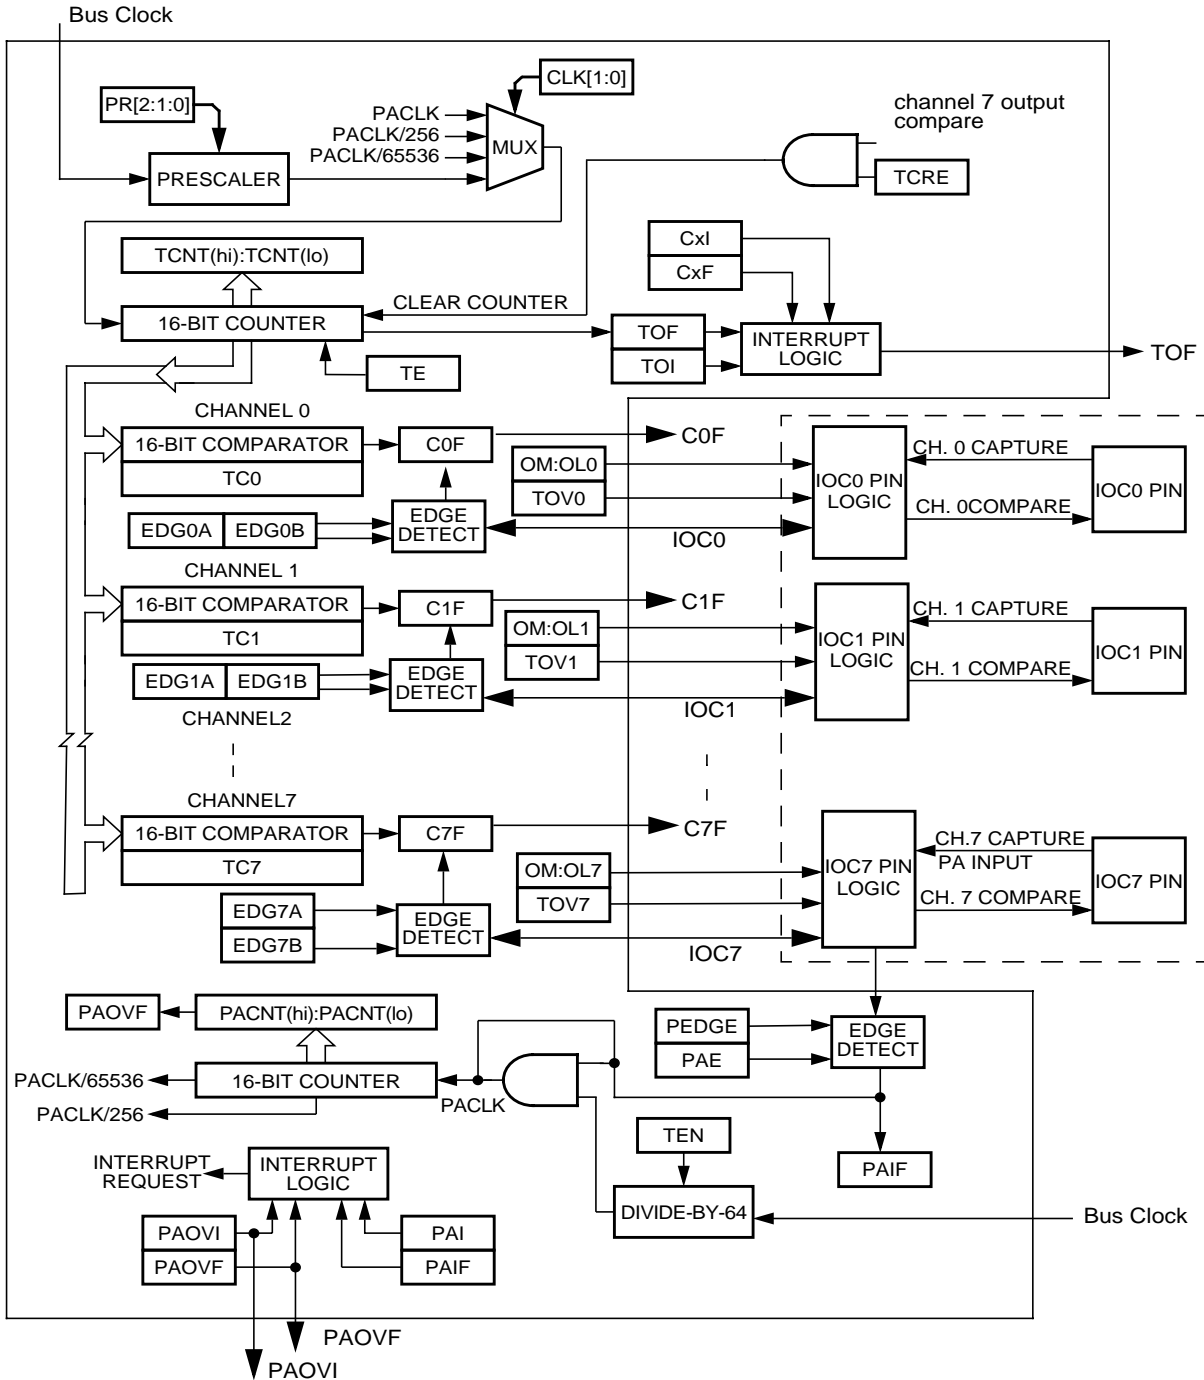 Bus Clock
CLK[1:0]
PR[2:1:0]
PACLK
PACLK/256
PACLK/65536
MUX
PRESCALER
channel 7 output
compare
TCRE
TCNT(hi):TCNT(lo)
CxI
CxF
CLEAR COUNTER
16-BIT COUNTER
TOF
TOI
INTERRUPT
LOGIC
TOF
TE
CHANNEL 0
16-BIT COMPARATOR
TC0
C0F
C0F
OM:OL0
TOV0
IOC0 PIN
LOGIC
CH. 0 CAPTURE
CH. 0COMPARE
IOC0 PIN
EDG0A
EDG0B
EDGE
DETECT
IOC0
CHANNEL 1
16-BIT COMPARATOR
TC1
C1F
C1F
OM:OL1
TOV1
IOC1 PIN
LOGIC
CH. 1 CAPTURE
CH. 1 COMPARE
IOC1 PIN
EDG1A
EDG1B
EDGE
DETECT
IOC1
CHANNEL2
CHANNEL7
16-BIT COMPARATOR
TC7
C7F
C7F
OM:OL7
TOV7
IOC7 PIN
LOGIC
CH.7 CAPTURE
PA INPUT
CH. 7 COMPARE
IOC7 PIN
EDG7A
EDG7B
EDGE
DETECT
IOC7
PAOVF
PACNT(hi):PACNT(lo)
PEDGE
PAE
EDGE
DETECT
PACLK/65536
16-BIT COUNTER
PACLK
PACLK/256
TEN
PAIF
INTERRUPT
REQUEST
INTERRUPT
LOGIC
DIVIDE-BY-64
Bus Clock
PAOVI
PAOVF
PAI
PAIF
PAOVF
PAOVI